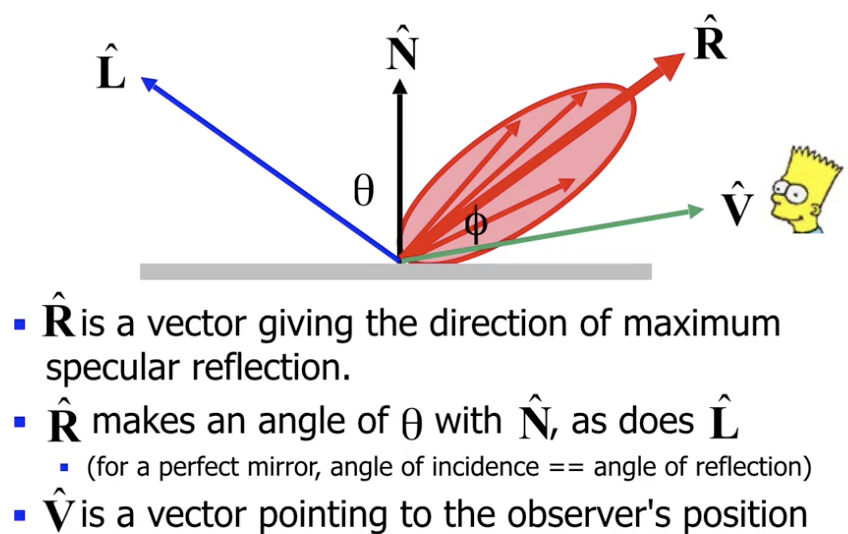 L̂
N̂
R̂
θ
ϕ
V̂
▪ R̂ is a vector giving the direction of maximum
specular reflection.
▪ R̂ makes an angle of θ with N̂, as does L̂
▪ (for a perfect mirror, angle of incidence == angle of reflection)
▪ V̂ is a vector pointing to the observer's position